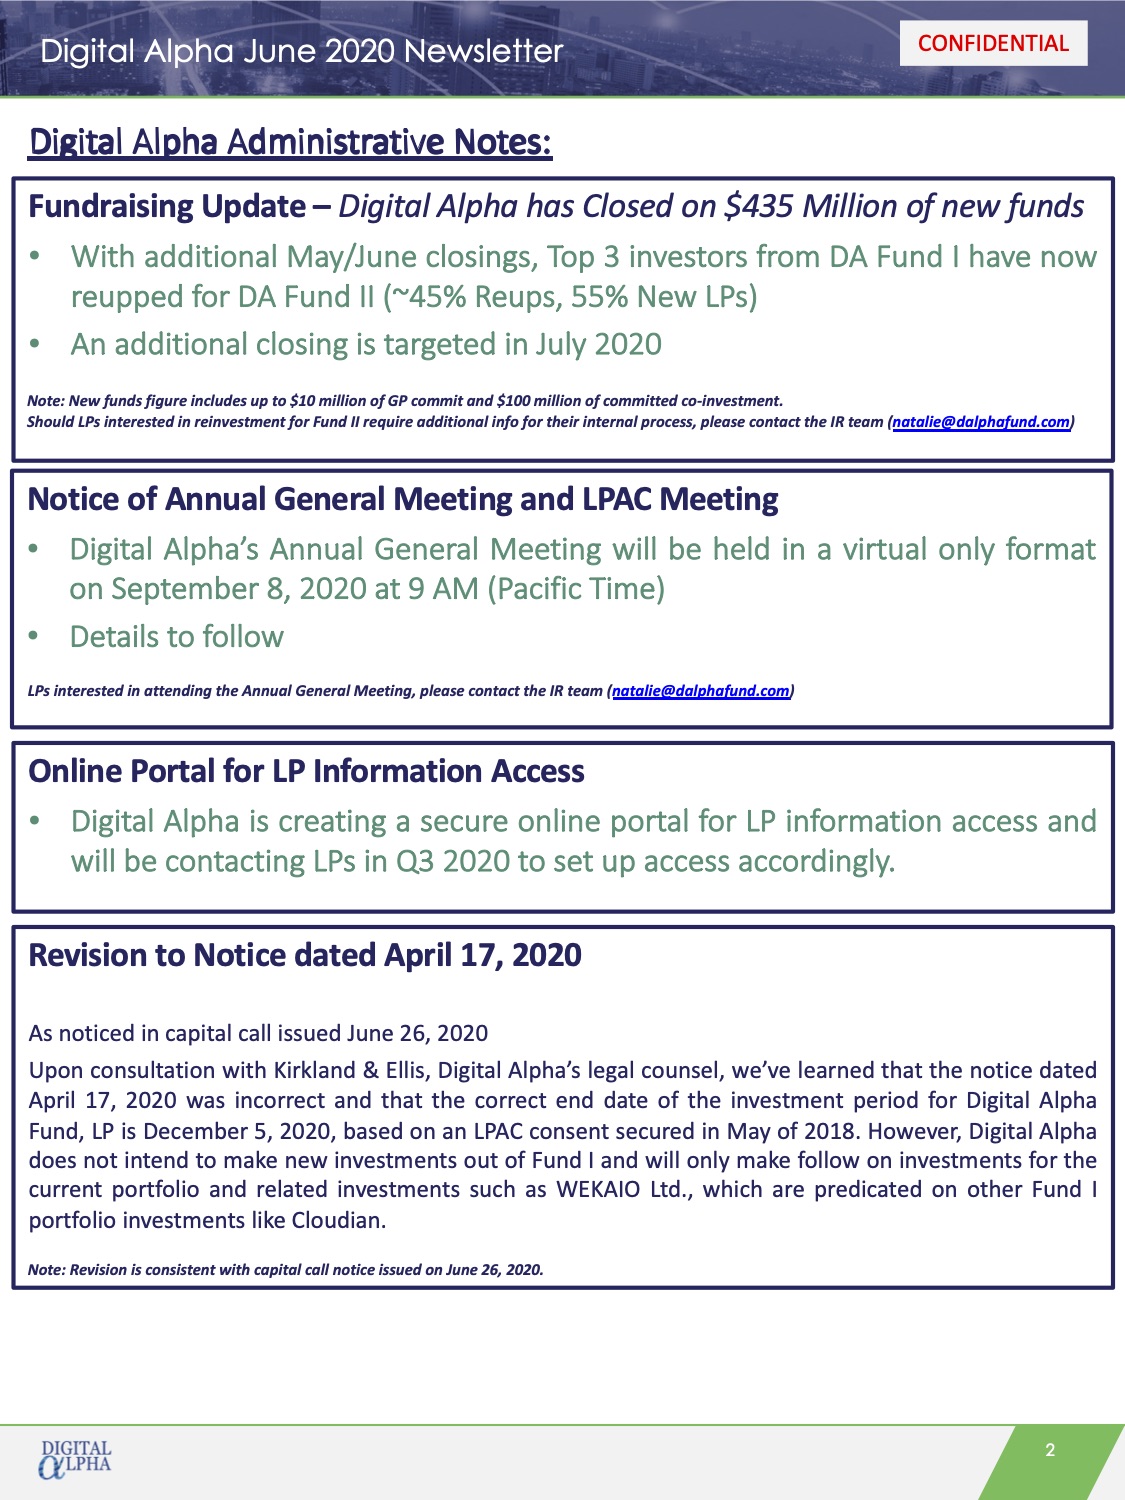 Digital Alpha June 2020 Newsletter
CONFIDENTIAL
Digital Alpha Administrative Notes:
Fundraising Update – Digital Alpha has Closed on $435 Million of new funds
• With additional May/June closings, Top 3 investors from DA Fund I have now
reupped for DA Fund II (~45% Reups, 55% New LPs)
• An additional closing is targeted in July 2020
Note: New funds figure includes up to $10 million of GP commit and $100 million of committed co-investment.
Should LPs interested in reinvestment for Fund II require additional info for their internal process, please contact the IR team (natalie@dalphafund.com)
Notice of Annual General Meeting and LPAC Meeting
• Digital Alpha’s Annual General Meeting will be held in a virtual only format
on September 8, 2020 at 9 AM (Pacific Time)
• Details to follow
LPs interested in attending the Annual General Meeting, please contact the IR team (natalie@dalphafund.com)
Online Portal for LP Information Access
• Digital Alpha is creating a secure online portal for LP information access and
will be contacting LPs in Q3 2020 to set up access accordingly.
Revision to Notice dated April 17, 2020
As noticed in capital call issued June 26, 2020
Upon consultation with Kirkland & Ellis, Digital Alpha’s legal counsel, we’ve learned that the notice dated
April 17, 2020 was incorrect and that the correct end date of the investment period for Digital Alpha
Fund, LP is December 5, 2020, based on an LPAC consent secured in May of 2018. However, Digital Alpha
does not intend to make new investments out of Fund I and will only make follow on investments for the
current portfolio and related investments such as WEKAIO Ltd., which are predicated on other Fund I
portfolio investments like Cloudian.
Note: Revision is consistent with capital call notice issued on June 26, 2020.
DIGITAL
αLPHA
2